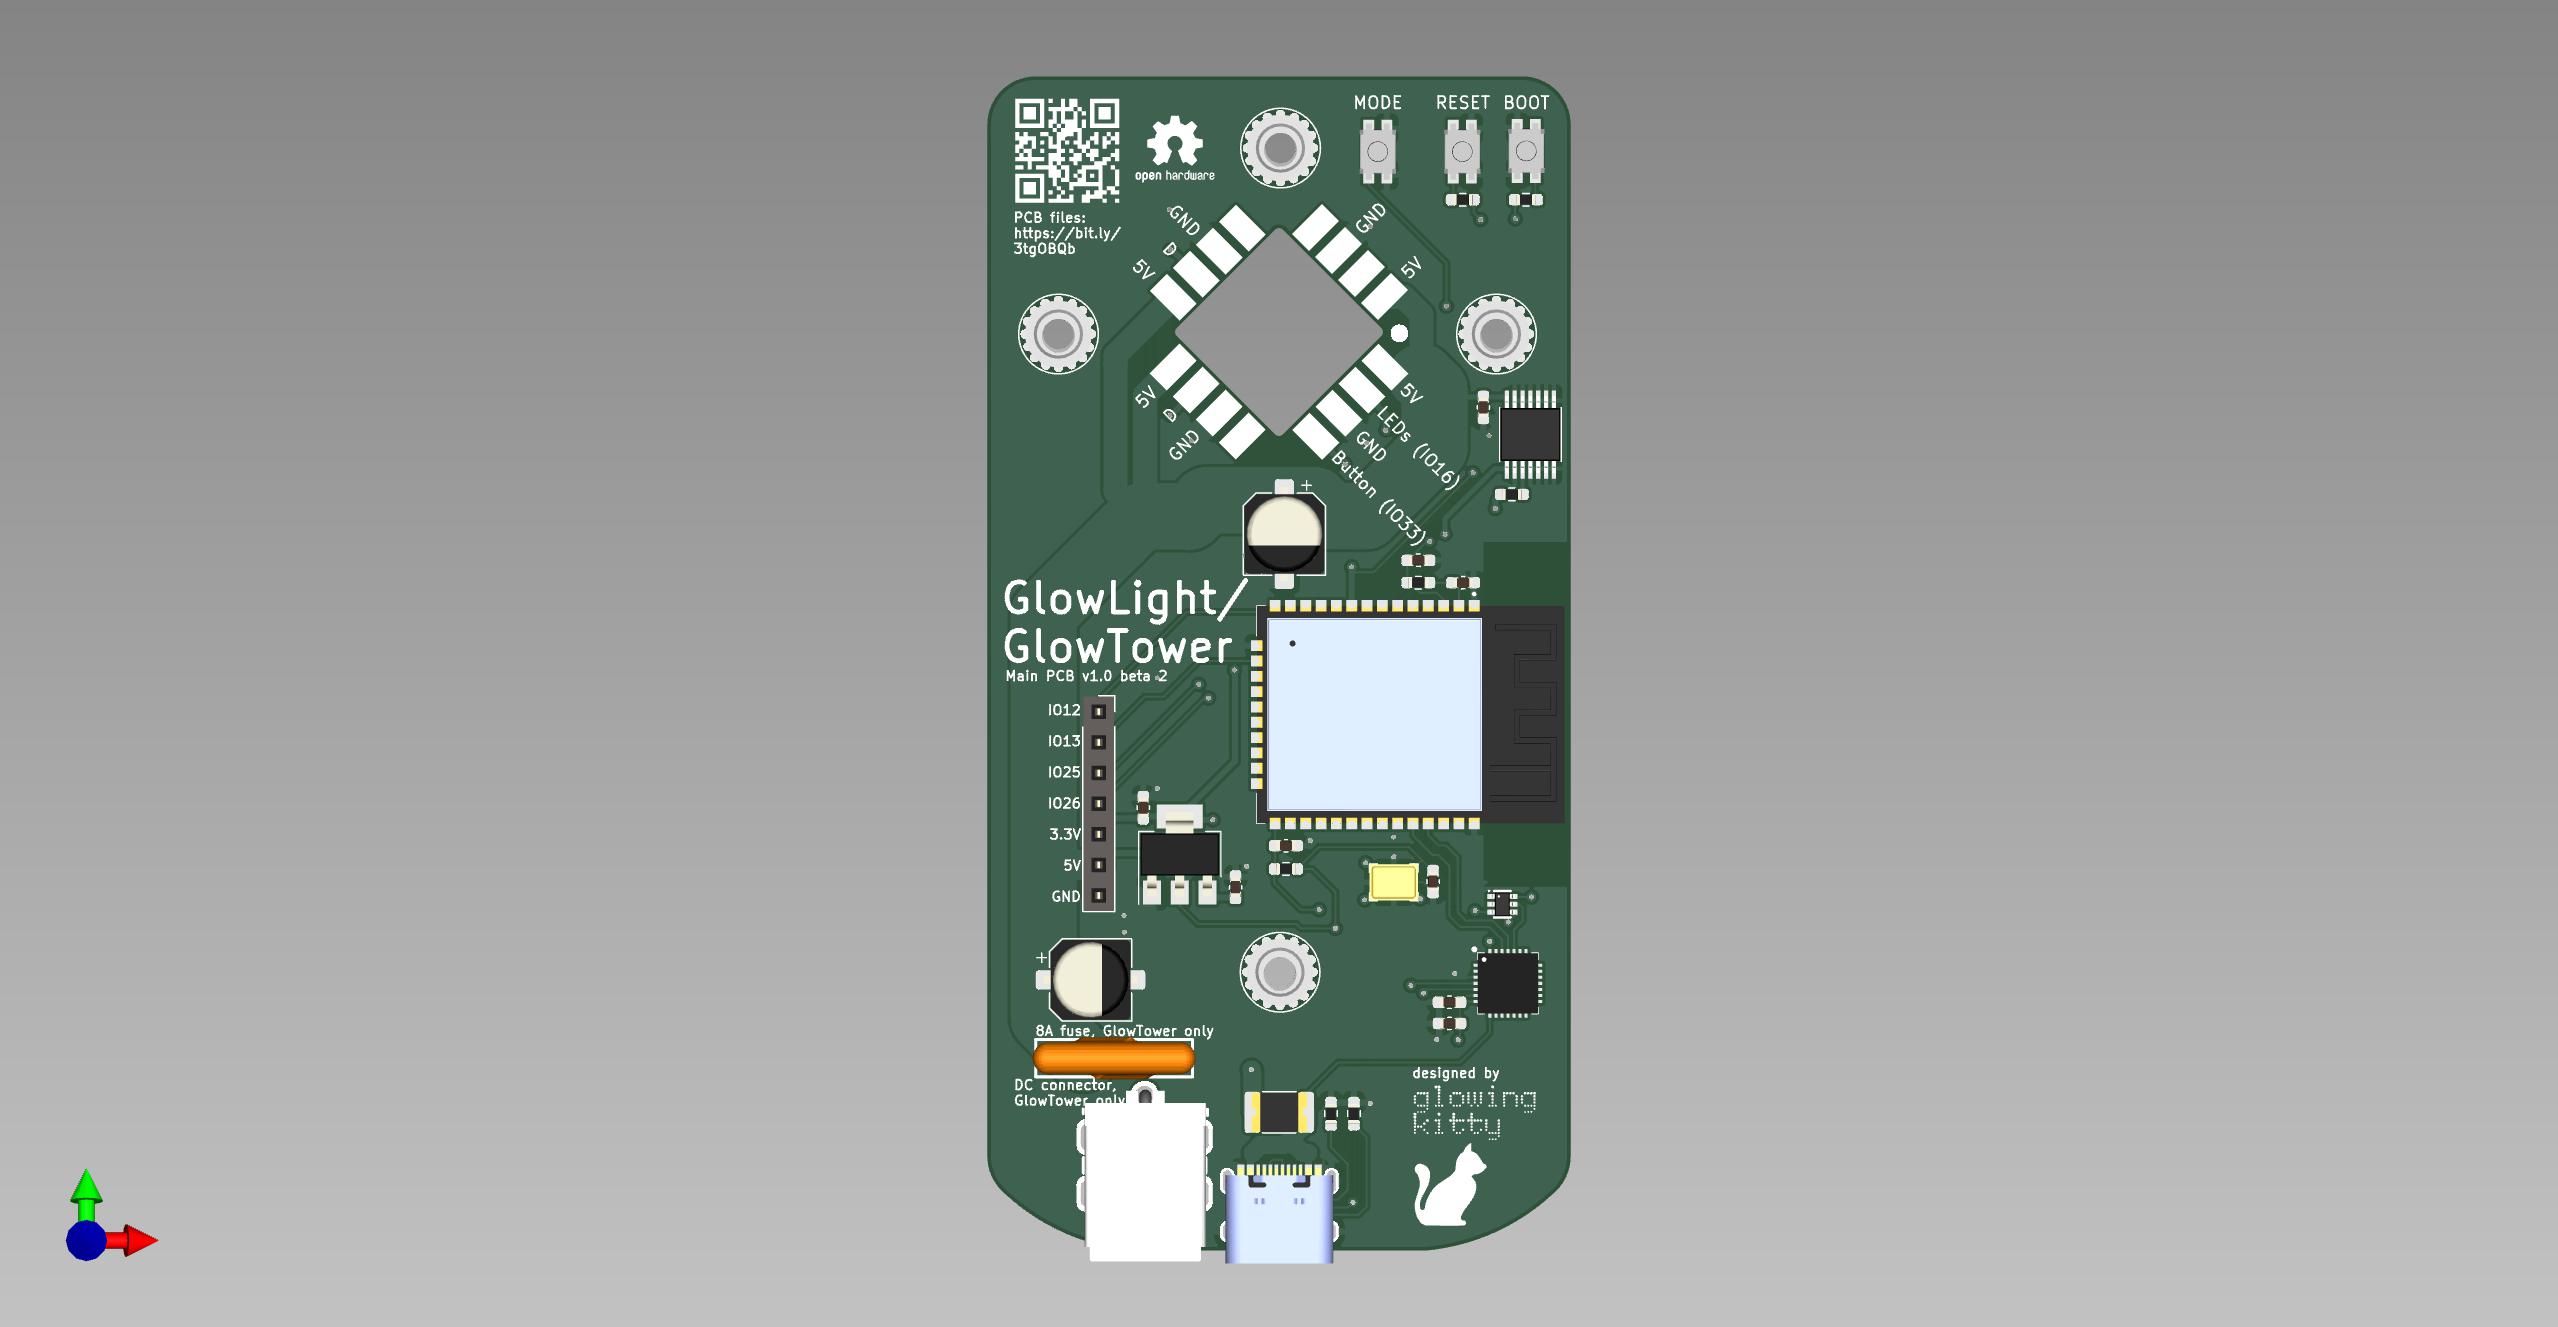 MODE
RESET
BOOT
open hardware
PCB files:
https://bit.ly/
3tgOBQb
GND
D
5V
GND
5V
5V
D
GND
5V
LEDs (IO16)
GND
Button (IO33)
+
GlowLight/
GlowTower
Main PCB v1.0 beta 2
IO12
IO13
IO25
IO26
3.3V
5V
GND
+
8A fuse, GlowTower only
DC connector,
GlowTower only
designed by
glowing
kitty